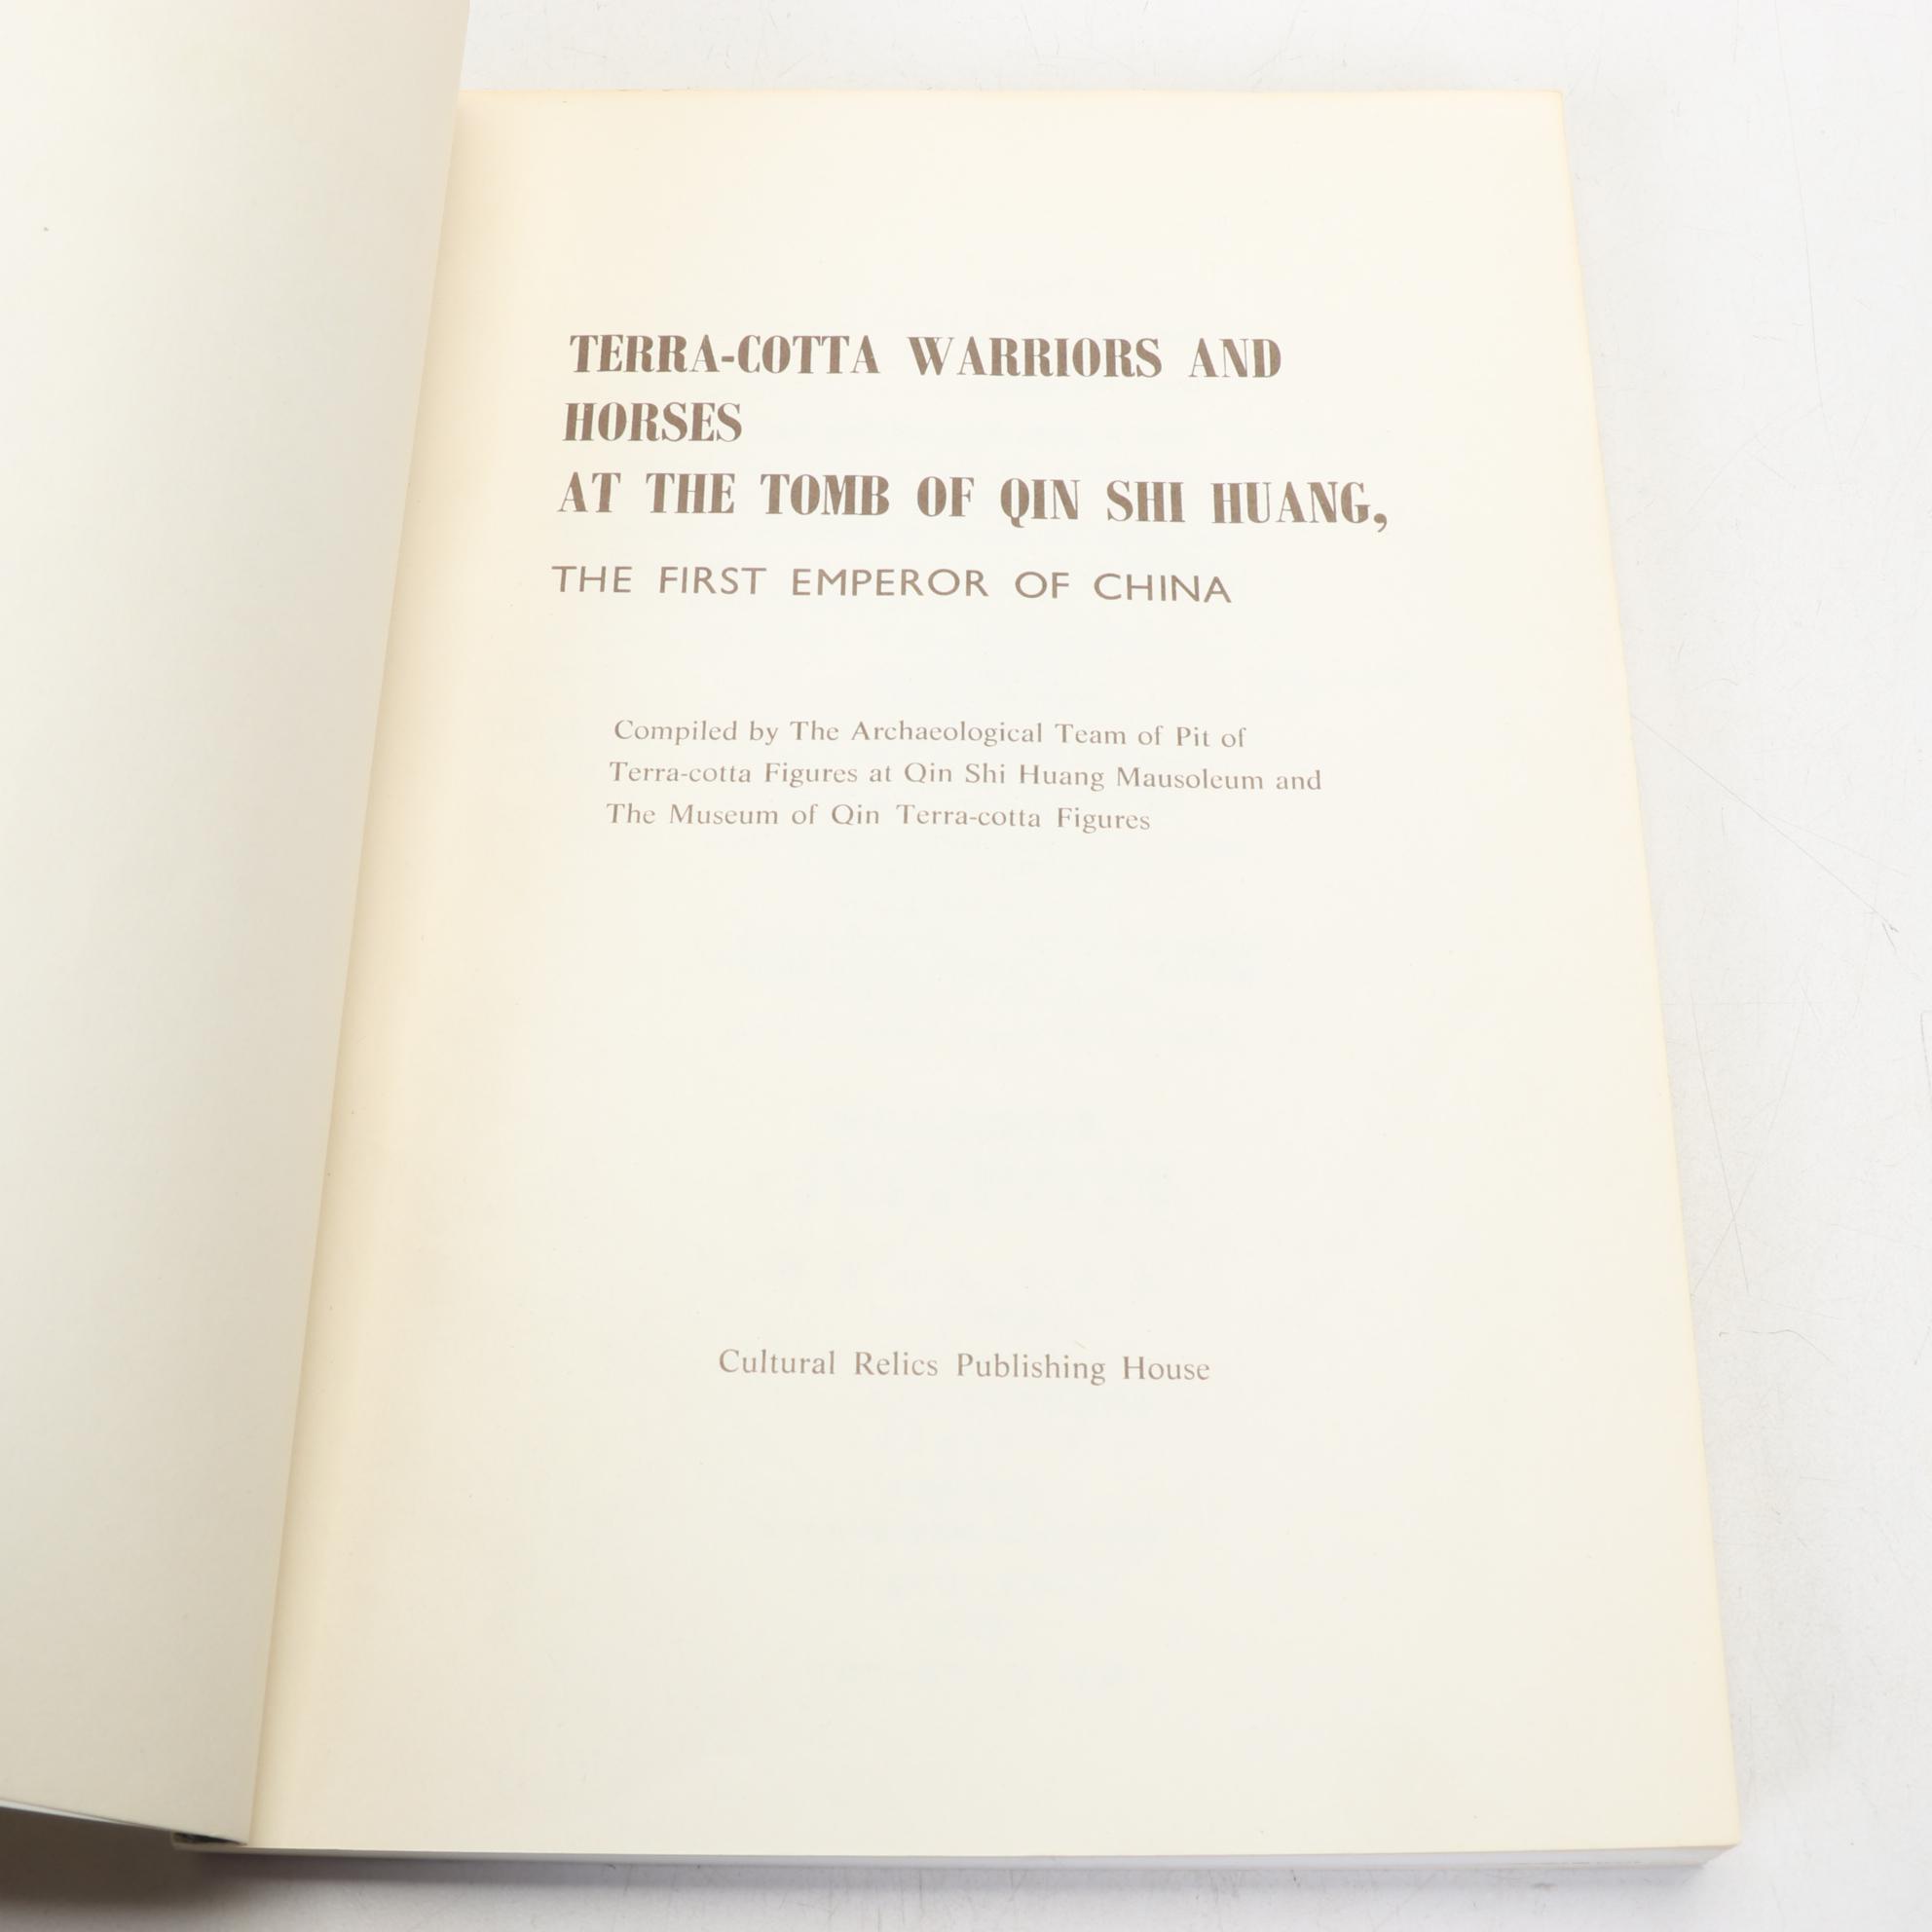 TERRA-COTTA WARRIORS AND
HORSES
AT THE TOMB OF QIN SHI HUANG,
THE FIRST EMPEROR OF CHINA
Compiled by The Archaeological Team of Pit of
Terra-cotta Figures at Qin Shi Huang Mausoleum and
The Museum of Qin Terra-cotta Figures
Cultural Relics Publishing House